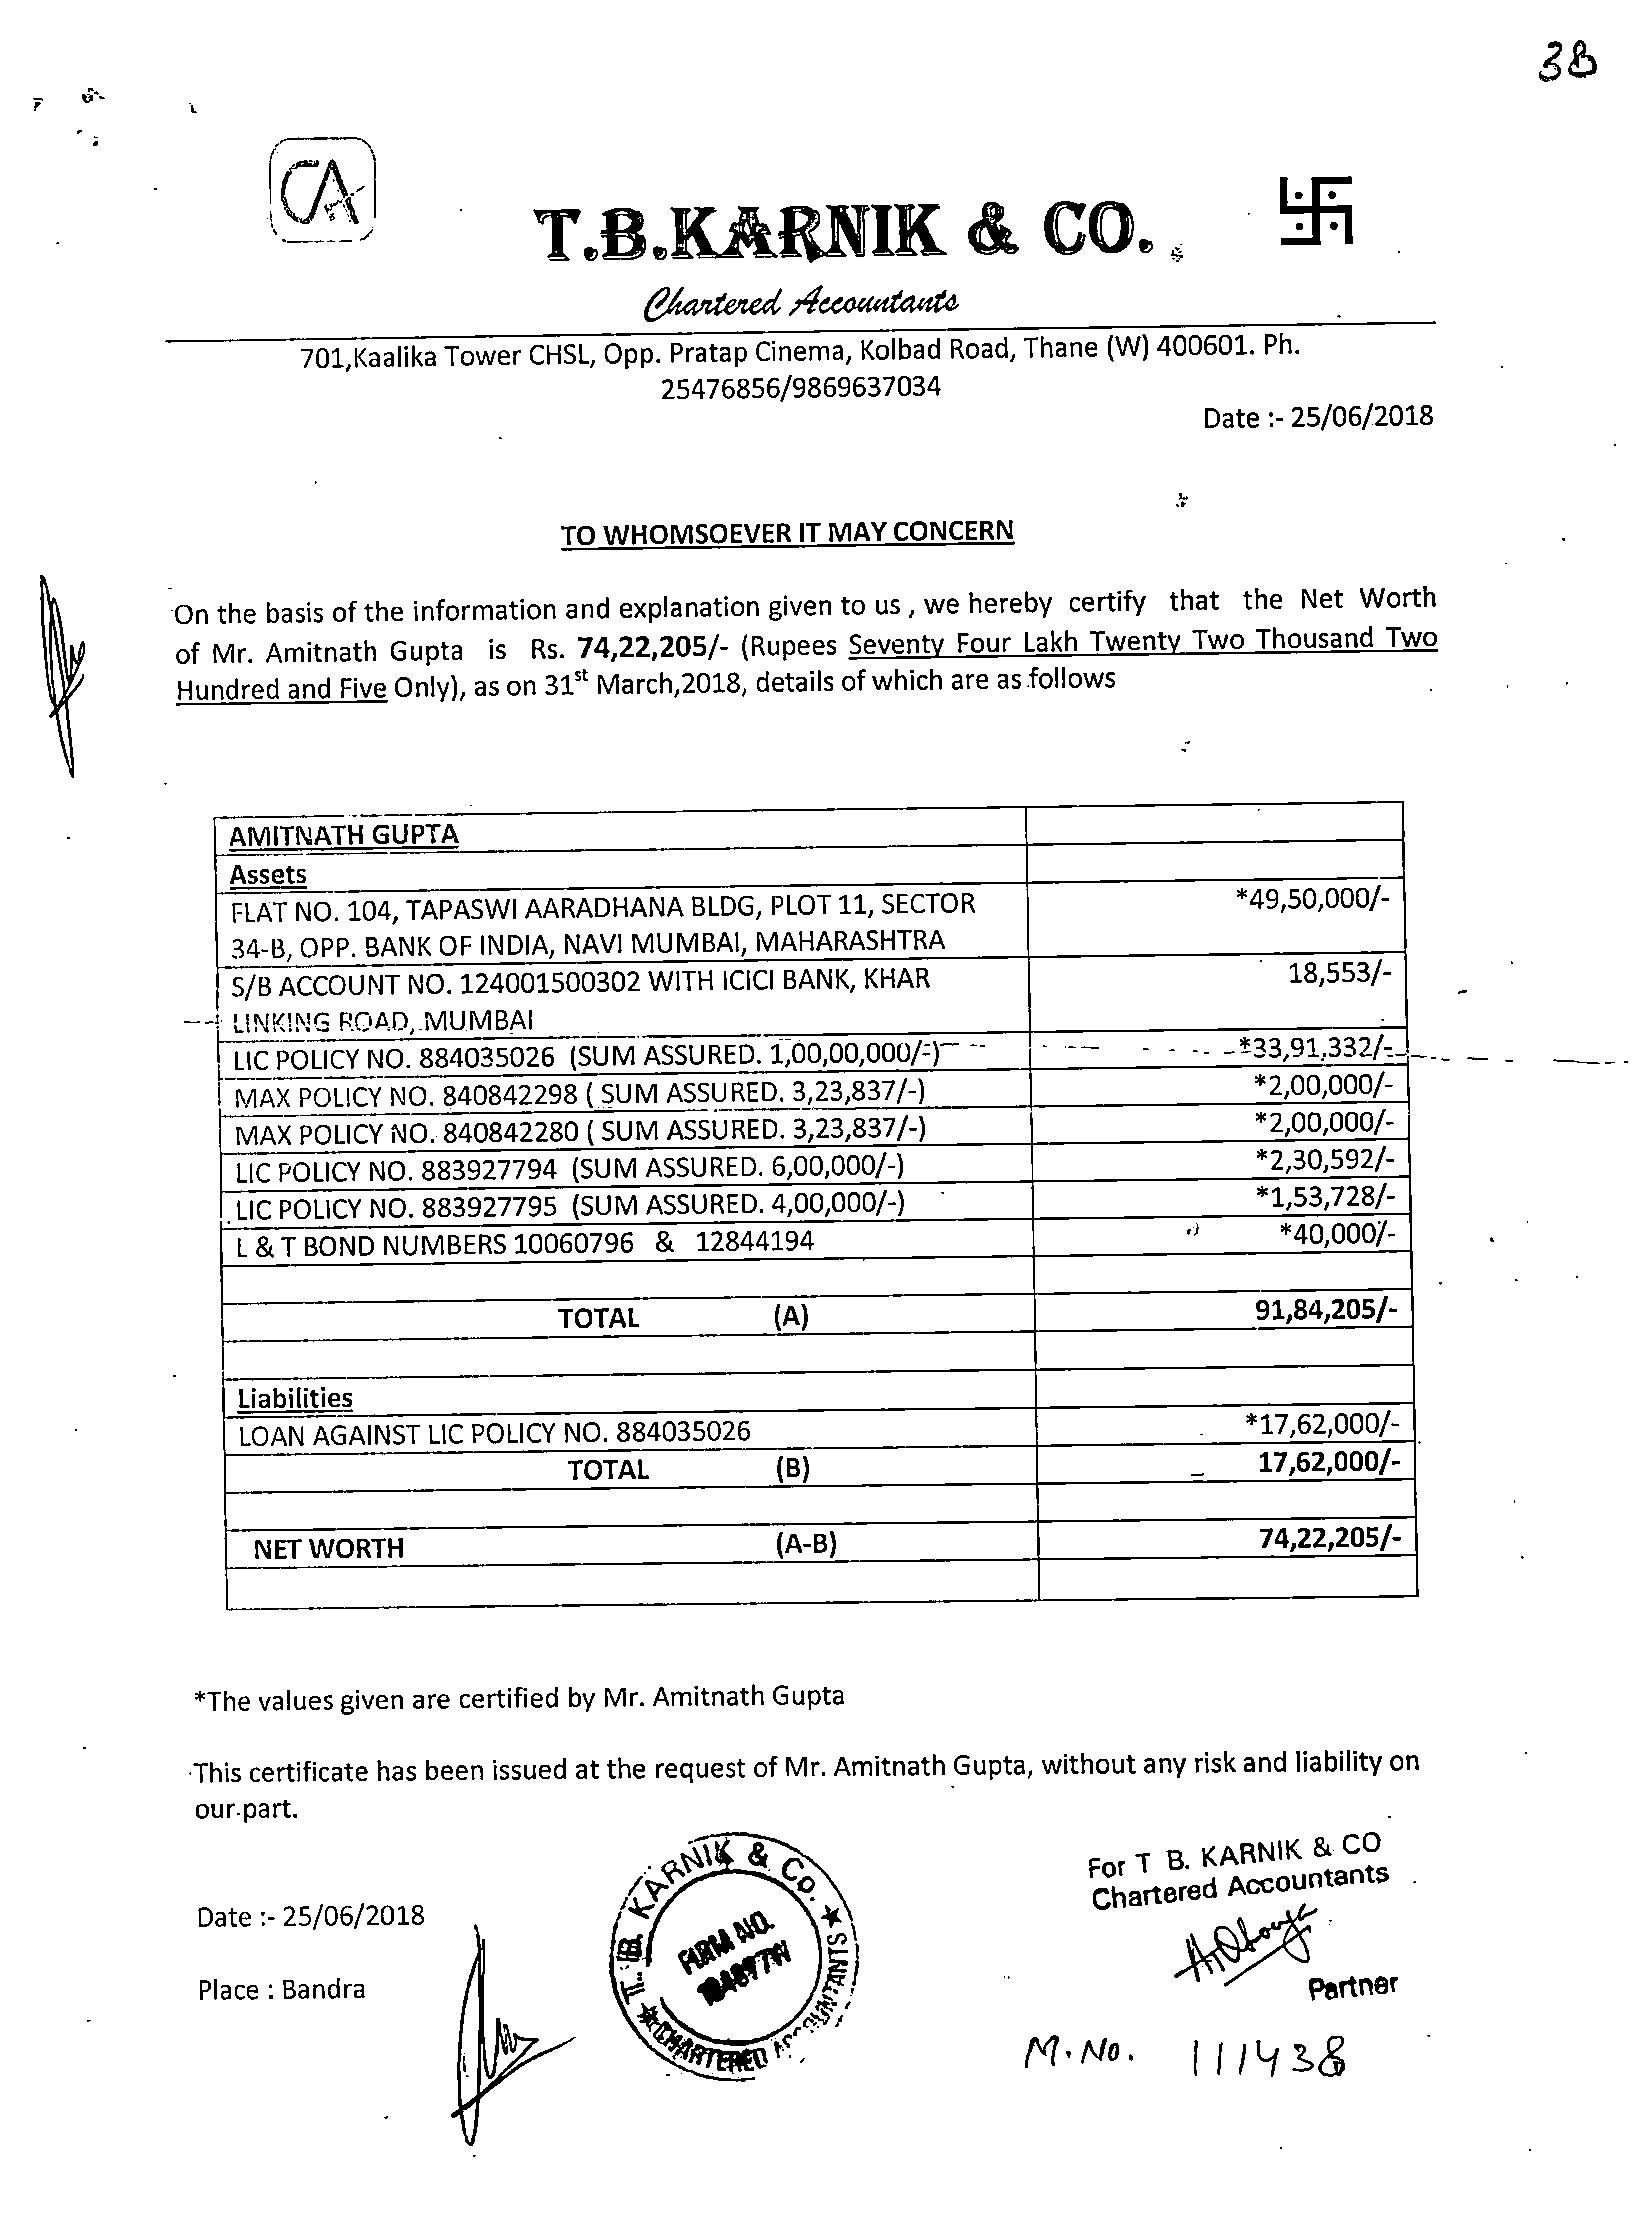 38
CA
T.B.KARNIK & CO.
Chartered Accountants
701,Kaalika Tower CHSL, Opp. Pratap Cinema, Kolbad Road, Thane (W) 400601. Ph.
25476856/9869637034
Date :- 25/06/2018
TO WHOMSOEVER IT MAY CONCERN
On the basis of the information and explanation given to us , we hereby certify that the Net Worth
of Mr. Amitnath Gupta is Rs. 74,22,205/- (Rupees Seventy Four Lakh Twenty Two Thousand Two
Hundred and Five Only), as on 31st March,2018, details of which are as follows
AMITNATH GUPTA
Assets
FLAT NO. 104, TAPASWI AARADHANA BLDG, PLOT 11, SECTOR *49,50,000/-
34-B, OPP. BANK OF INDIA, NAVI MUMBAI, MAHARASHTRA
S/B ACCOUNT NO. 124001500302 WITH ICICI BANK, KHAR 18,553/-
LINKING ROAD, MUMBAI
LIC POLICY NO. 884035026 (SUM ASSURED. 1,00,00,000/-) *33,91,332/-
MAX POLICY NO. 840842298 ( SUM ASSURED. 3,23,837/-) *2,00,000/-
MAX POLICY NO. 840842280 ( SUM ASSURED. 3,23,837/-) *2,00,000/-
LIC POLICY NO. 883927794 (SUM ASSURED. 6,00,000/-) *2,30,592/-
LIC POLICY NO. 883927795 (SUM ASSURED. 4,00,000/-) *1,53,728/-
L & T BOND NUMBERS 10060796 & 12844194 *40,000/-
TOTAL (A) 91,84,205/-
Liabilities
LOAN AGAINST LIC POLICY NO. 884035026 *17,62,000/-
TOTAL (B) 17,62,000/-
NET WORTH (A-B) 74,22,205/-
*The values given are certified by Mr. Amitnath Gupta
This certificate has been issued at the request of Mr. Amitnath Gupta, without any risk and liability on
our part.
For T B. KARNIK & CO
Chartered Accountants
Date :- 25/06/2018
T. B. KARNIK & Co.
FIRM NO.
CHARTERED ACCOUNTANTS
Place : Bandra
Partner
M. No. 111438